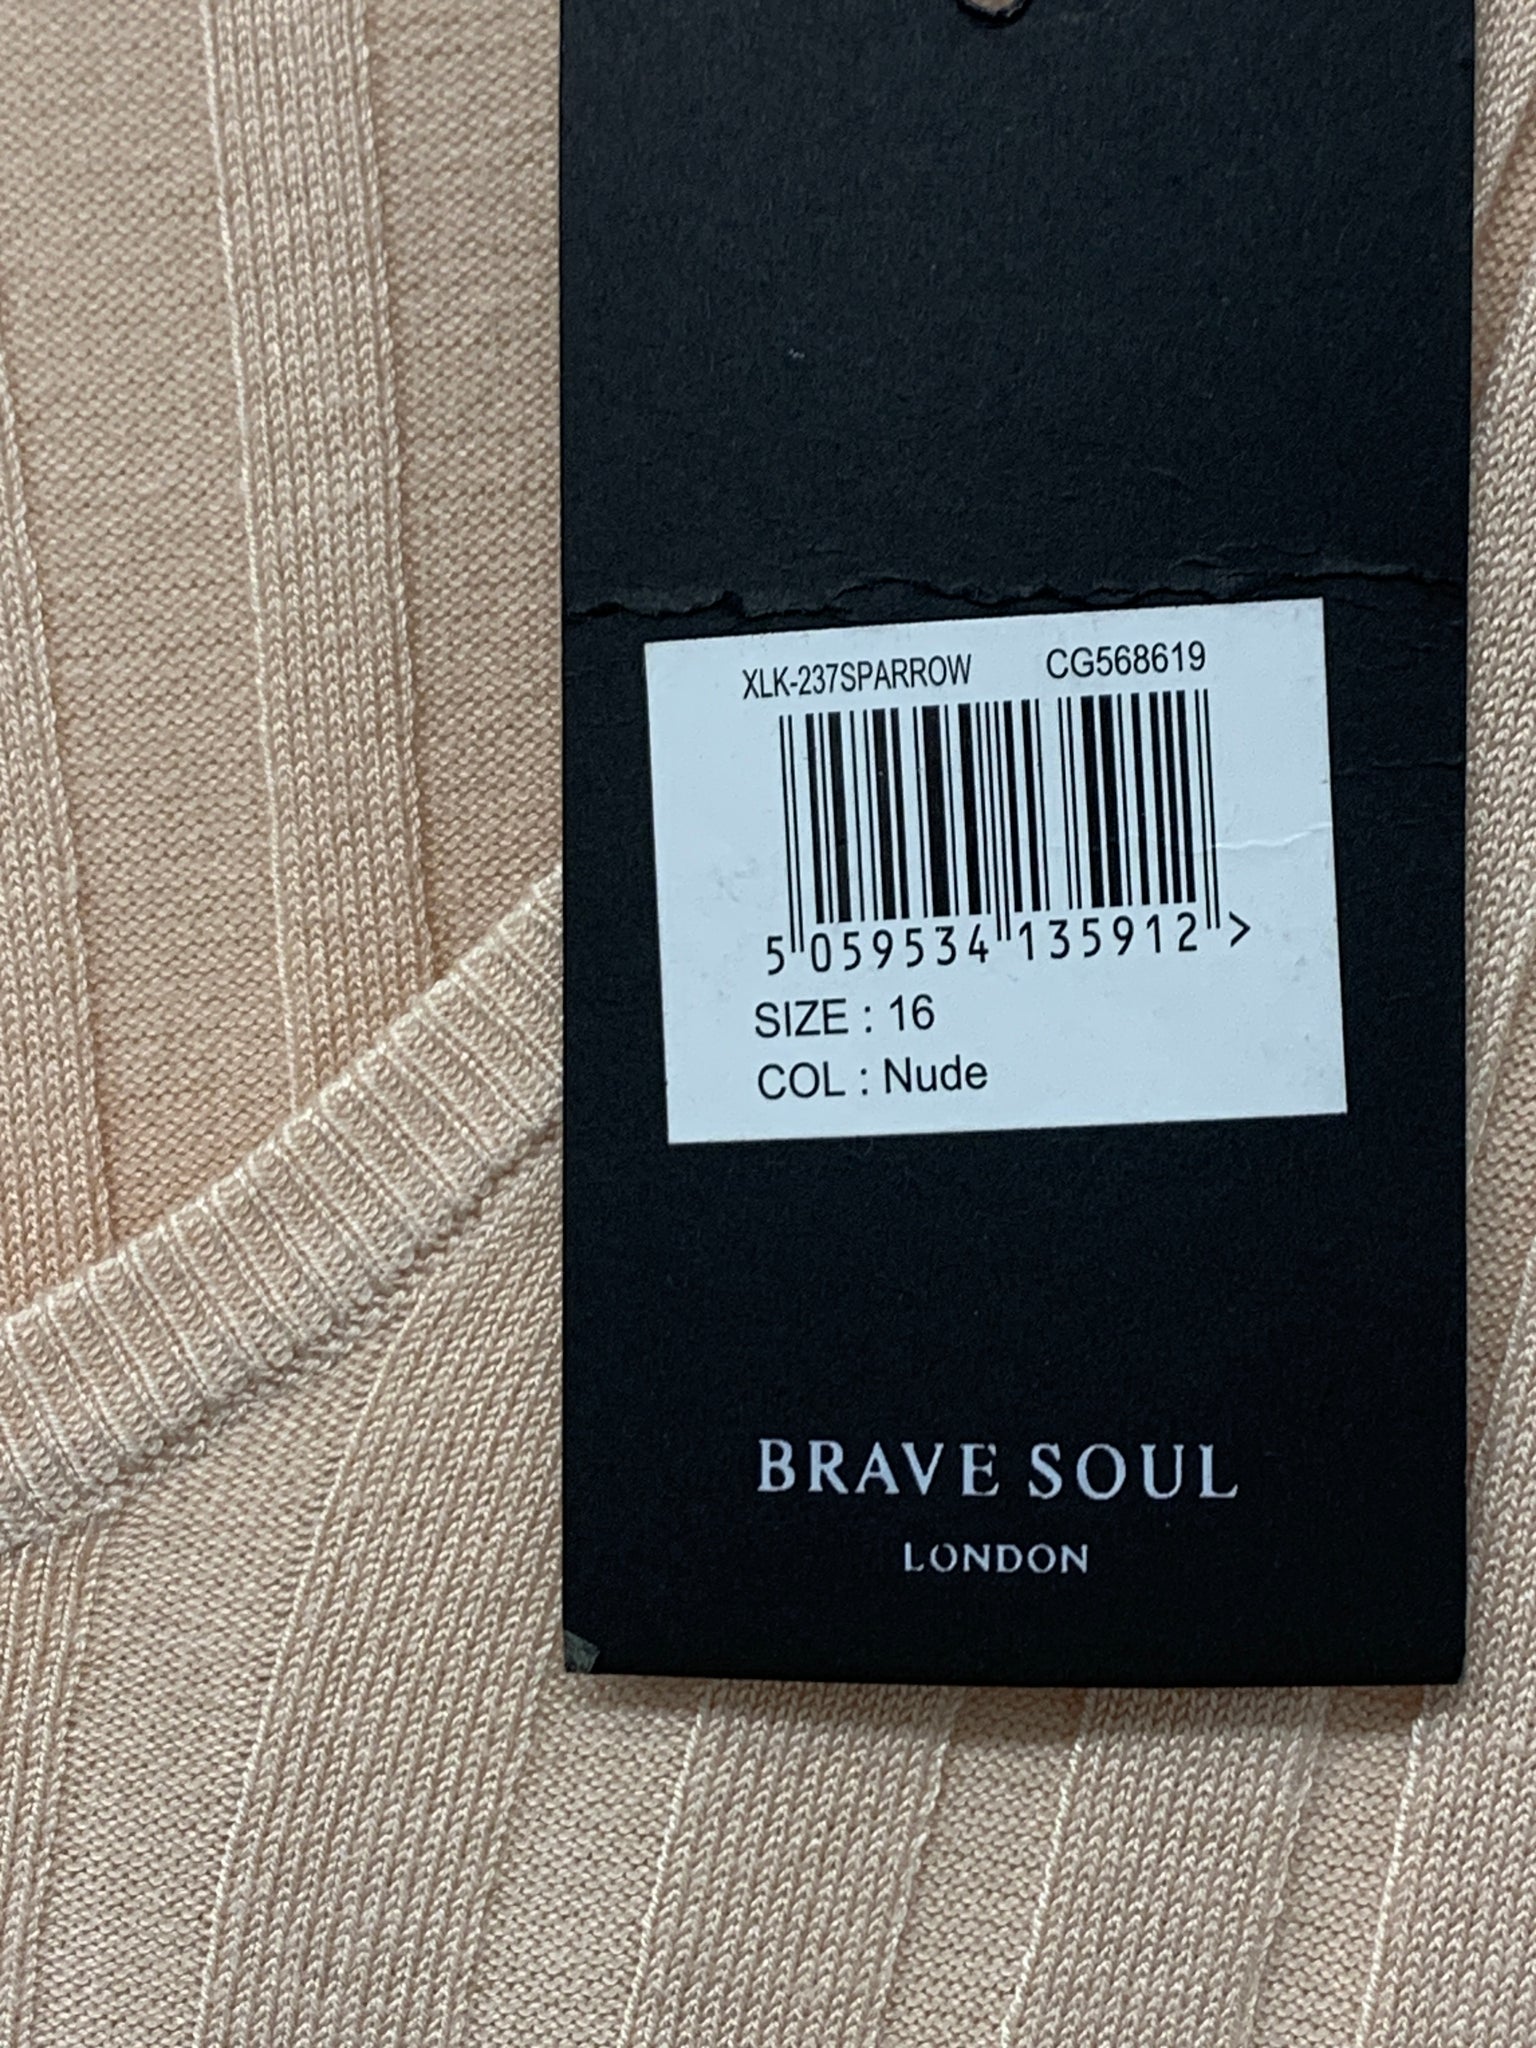 XLK-237SPARROW CG568619
5 059534 135912 >
SIZE : 16
COL : Nude
BRAVE SOUL
LONDON